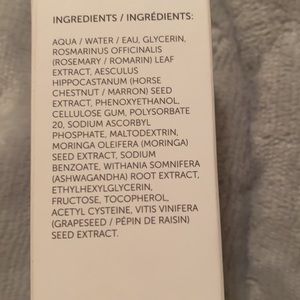 INGREDIENTS / INGRÉDIENTS:
AQUA / WATER / EAU, GLYCERIN,
ROSMARINUS OFFICINALIS
(ROSEMARY / ROMARIN) LEAF
EXTRACT, AESCULUS
HIPPOCASTANUM (HORSE
CHESTNUT / MARRON) SEED
EXTRACT, PHENOXYETHANOL,
CELLULOSE GUM, POLYSORBATE
20, SODIUM ASCORBYL
PHOSPHATE, MALTODEXTRIN,
MORINGA OLEIFERA (MORINGA)
SEED EXTRACT, SODIUM
BENZOATE, WITHANIA SOMNIFERA
(ASHWAGANDHA) ROOT EXTRACT,
ETHYLHEXYLGLYCERIN,
FRUCTOSE, TOCOPHEROL,
ACETYL CYSTEINE, VITIS VINIFERA
(GRAPESEED / PÉPIN DE RAISIN)
SEED EXTRACT.